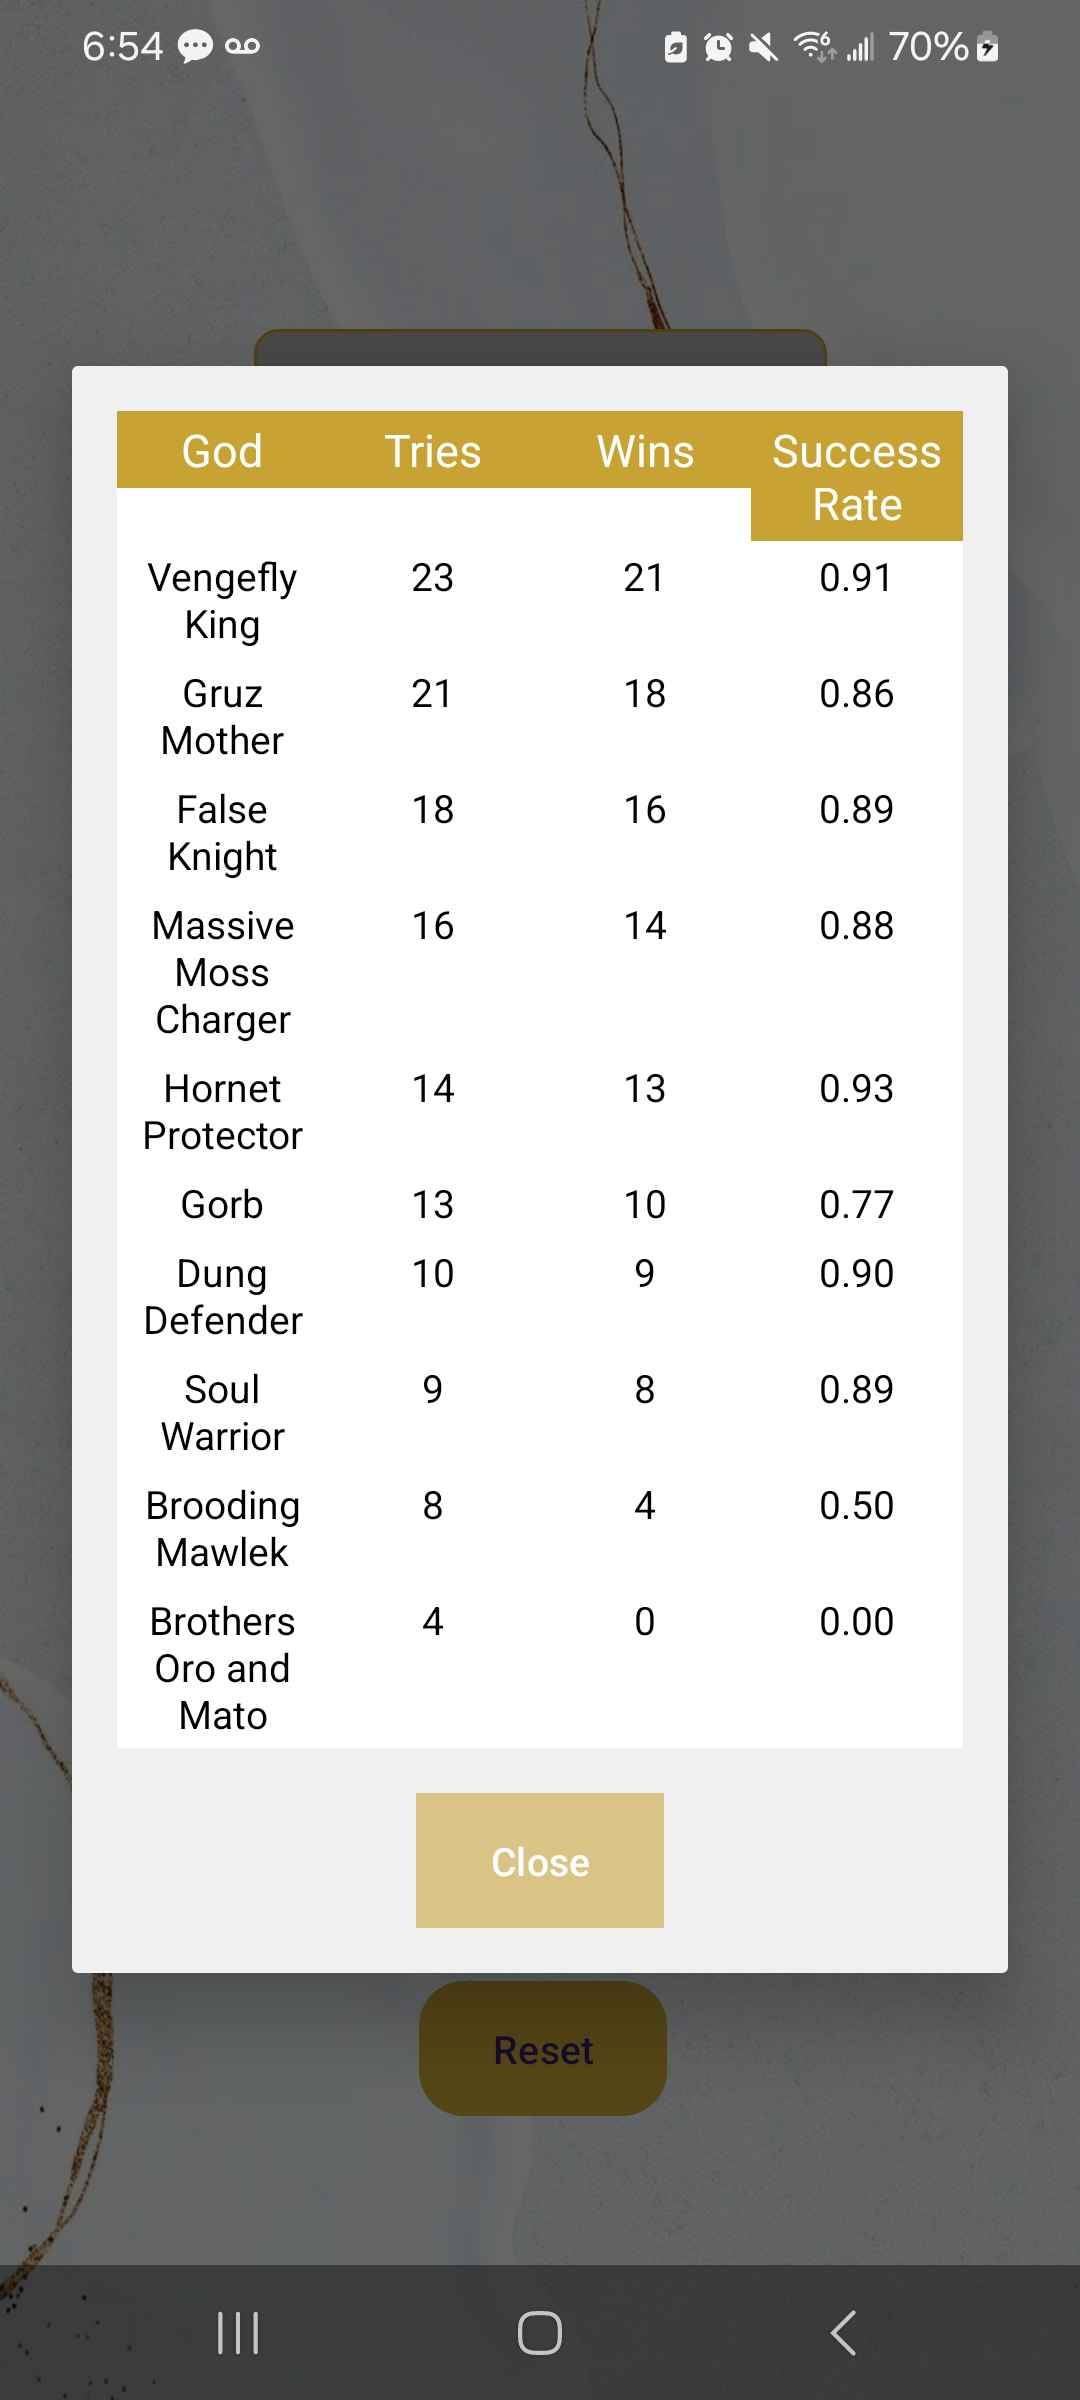 6:54 70%
God Tries Wins Success
Rate
Vengefly 23 21 0.91
King
Gruz 21 18 0.86
Mother
False 18 16 0.89
Knight
Massive 16 14 0.88
Moss
Charger
Hornet 14 13 0.93
Protector
Gorb 13 10 0.77
Dung 10 9 0.90
Defender
Soul 9 8 0.89
Warrior
Brooding 8 4 0.50
Mawlek
Brothers 4 0 0.00
Oro and
Mato
Close
Reset